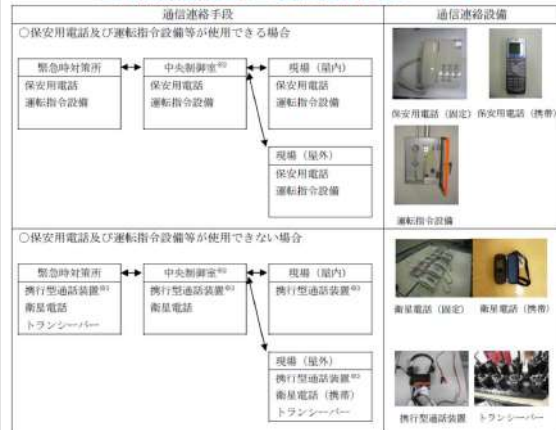 通信連絡手段
通信連絡設備
○保安用電話及び運転指令設備等が使用できる場合
緊急時対策所
保安用電話
運転指令設備
中央制御室※2
保安用電話
運転指令設備
現場（屋内）
保安用電話
運転指令設備
現場（屋外）
保安用電話
運転指令設備
保安用電話（固定）
保安用電話（携帯）
運転指令設備
○保安用電話及び運転指令設備等が使用できない場合
緊急時対策所
携行型通話装置※3
衛星電話
トランシーバー
中央制御室※2
携行型通話装置※3
衛星電話
現場（屋内）
携行型通話装置※3
現場（屋外）
携行型通話装置※3
衛星電話（携帯）
トランシーバー
衛星電話（固定）
衛星電話（携帯）
携行型通話装置
トランシーバー